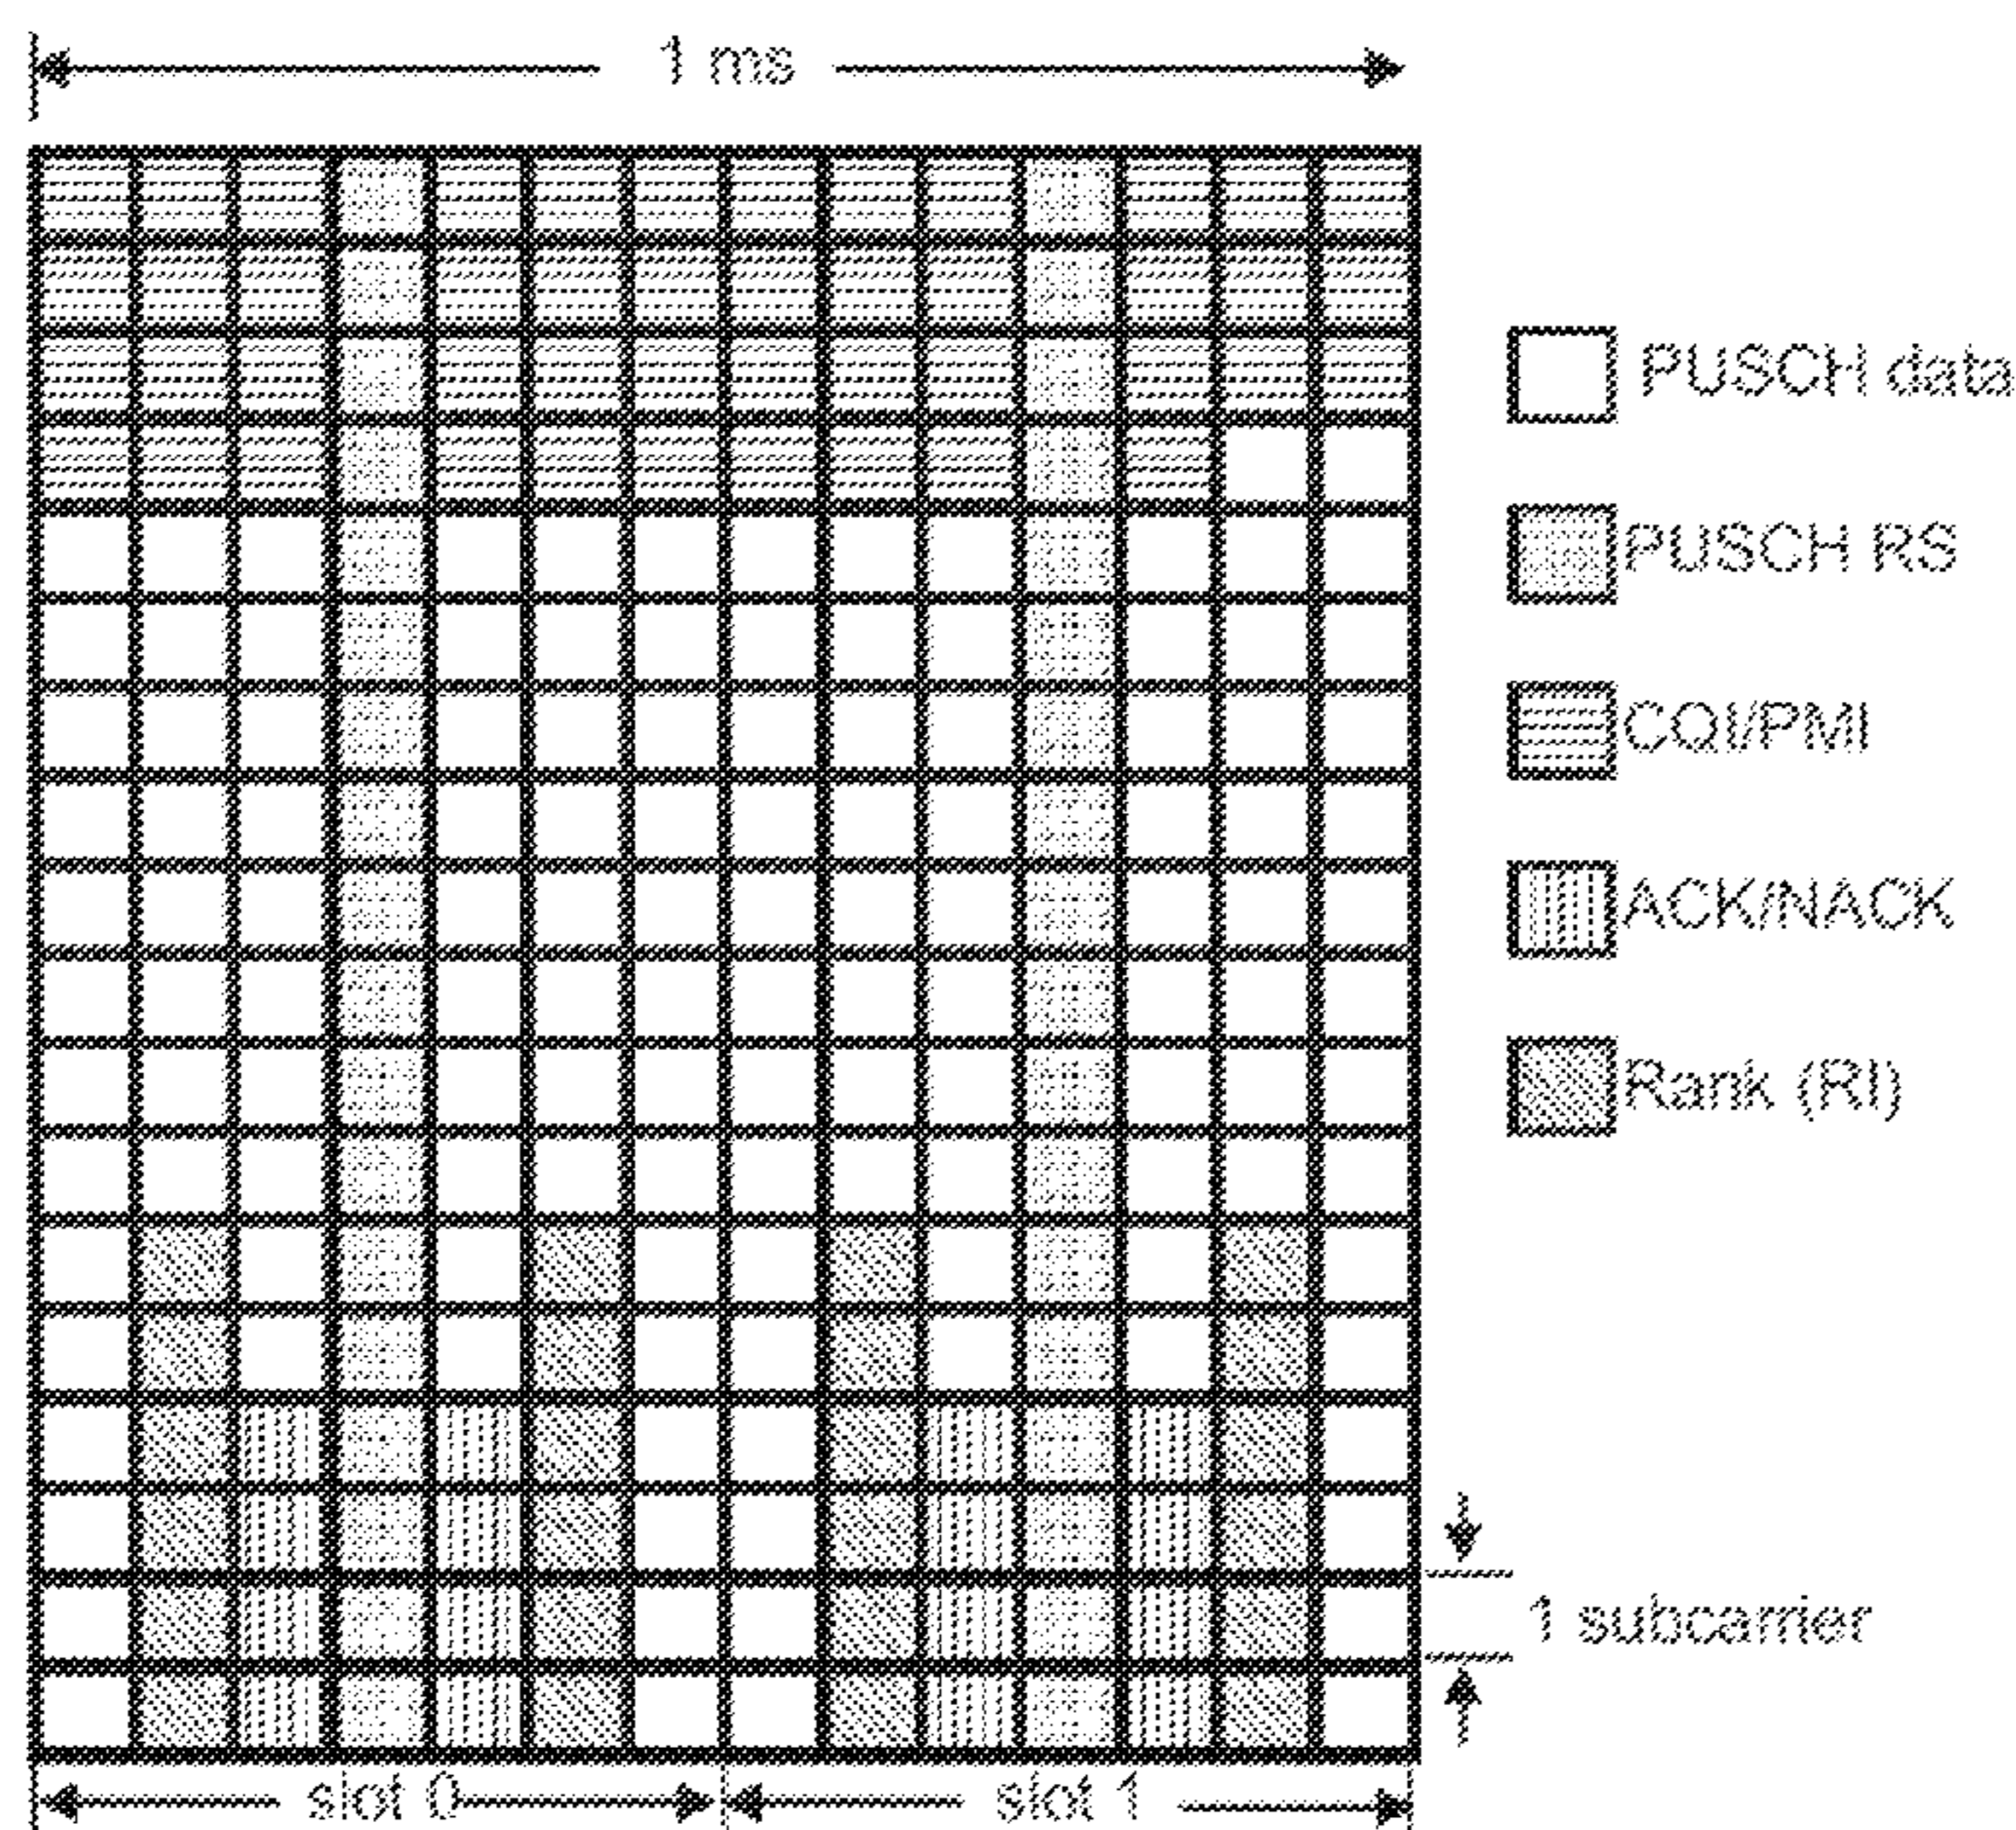 1 ms
PUSCH data
PUSCH RS
CQI/PMI
ACK/NACK
Rank (RI)
1 subcarrier
slot 0
slot 1